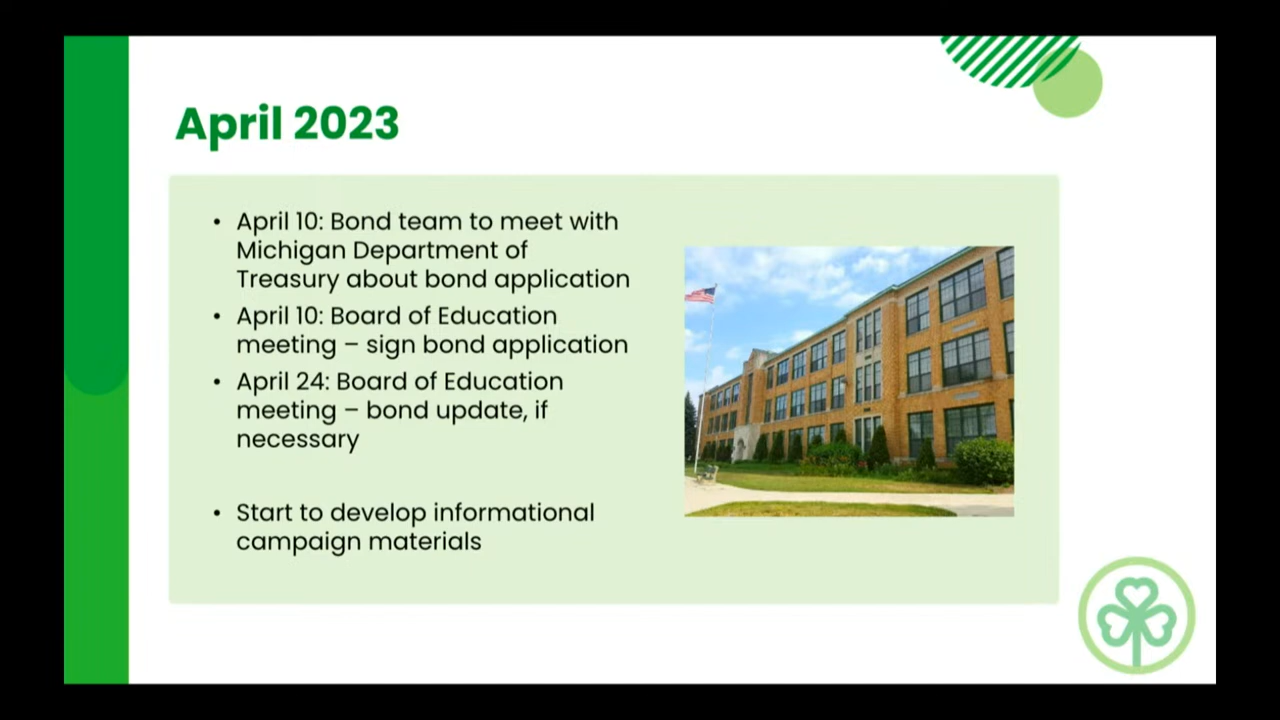 April 2023
• April 10: Bond team to meet with
Michigan Department of
Treasury about bond application
• April 10: Board of Education
meeting – sign bond application
• April 24: Board of Education
meeting – bond update, if
necessary
• Start to develop informational
campaign materials